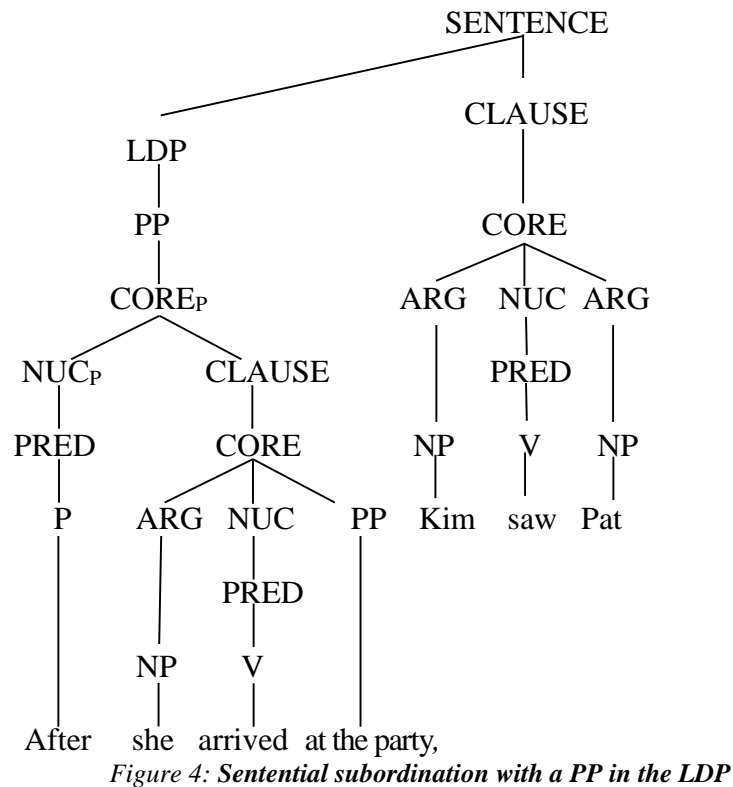 SENTENCE
CLAUSE
LDP
PP
CORE
COREP
ARG NUC ARG
NUCP
CLAUSE
PRED
PRED
CORE
NP V NP
P
ARG NUC PP
Kim saw Pat
PRED
NP V
After she arrived at the party,
Figure 4: Sentential subordination with a PP in the LDP